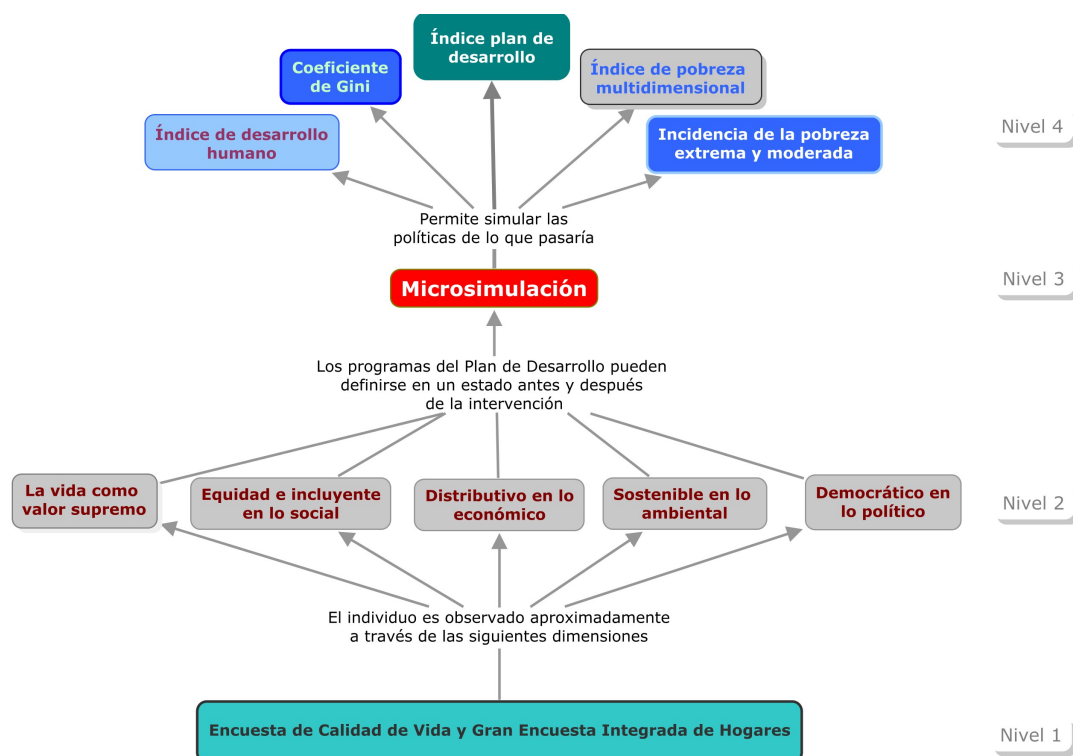 Índice plan de
desarrollo
Coeficiente
de Gini
Índice de pobreza
multidimensional
Índice de desarrollo
humano
Incidencia de la pobreza
extrema y moderada
Nivel 4
Permite simular las
políticas de lo que pasaría
Microsimulación
Nivel 3
Los programas del Plan de Desarrollo pueden
definirse en un estado antes y después
de la intervención
La vida como
valor supremo
Equidad e incluyente
en lo social
Distributivo en lo
económico
Sostenible en lo
ambiental
Democrático en
lo político
Nivel 2
El individuo es observado aproximadamente
a través de las siguientes dimensiones
Encuesta de Calidad de Vida y Gran Encuesta Integrada de Hogares
Nivel 1